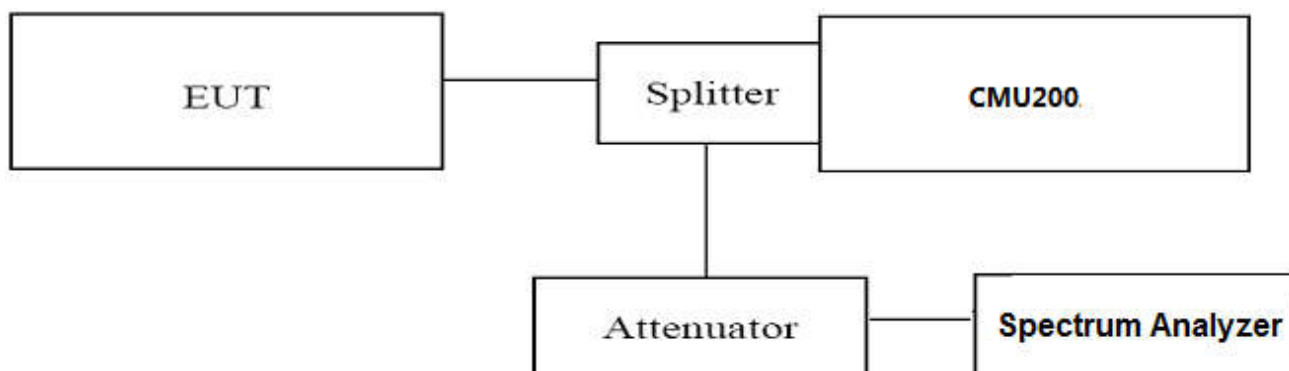 EUT
Splitter
CMU200.
Attenuator
Spectrum Analyzer